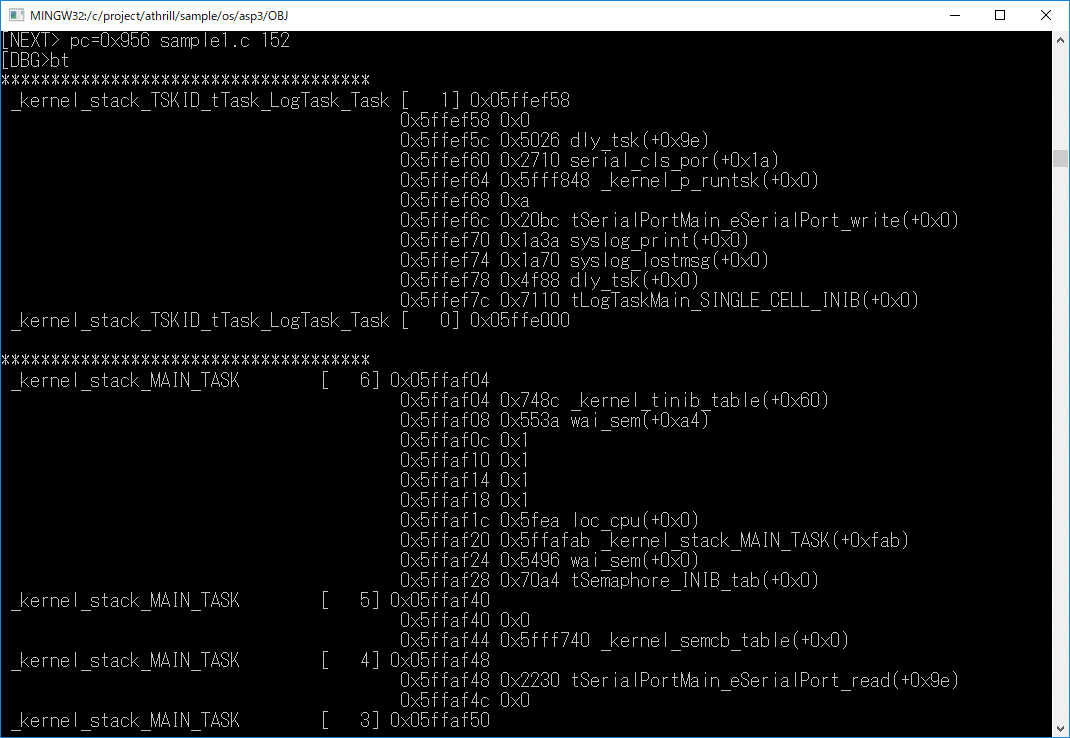 MINGW32:/c/project/athrill/sample/os/asp3/OBJ
[NEXT> pc=0x956 sample1.c 152
[DBG>bt
*************************************
_kernel_stack_TSKID_tTask_LogTask_Task [   1] 0x05ffef58
0x5ffef58 0x0
0x5ffef5c 0x5026 dly_tsk(+0x9e)
0x5ffef60 0x2710 serial_cls_por(+0x1a)
0x5ffef64 0x5fff848 _kernel_p_runtsk(+0x0)
0x5ffef68 0xa
0x5ffef6c 0x20bc tSerialPortMain_eSerialPort_write(+0x0)
0x5ffef70 0x1a3a syslog_print(+0x0)
0x5ffef74 0x1a70 syslog_lostmsg(+0x0)
0x5ffef78 0x4f88 dly_tsk(+0x0)
0x5ffef7c 0x7110 tLogTaskMain_SINGLE_CELL_INIB(+0x0)
_kernel_stack_TSKID_tTask_LogTask_Task [   0] 0x05ffe000
*************************************
_kernel_stack_MAIN_TASK        [   6] 0x05ffaf04
0x5ffaf04 0x748c _kernel_tinib_table(+0x60)
0x5ffaf08 0x553a wai_sem(+0xa4)
0x5ffaf0c 0x1
0x5ffaf10 0x1
0x5ffaf14 0x1
0x5ffaf18 0x1
0x5ffaf1c 0x5fea loc_cpu(+0x0)
0x5ffaf20 0x5ffafab _kernel_stack_MAIN_TASK(+0xfab)
0x5ffaf24 0x5496 wai_sem(+0x0)
0x5ffaf28 0x70a4 tSemaphore_INIB_tab(+0x0)
_kernel_stack_MAIN_TASK        [   5] 0x05ffaf40
0x5ffaf40 0x0
0x5ffaf44 0x5fff740 _kernel_semcb_table(+0x0)
_kernel_stack_MAIN_TASK        [   4] 0x05ffaf48
0x5ffaf48 0x2230 tSerialPortMain_eSerialPort_read(+0x9e)
0x5ffaf4c 0x0
_kernel_stack_MAIN_TASK        [   3] 0x05ffaf50